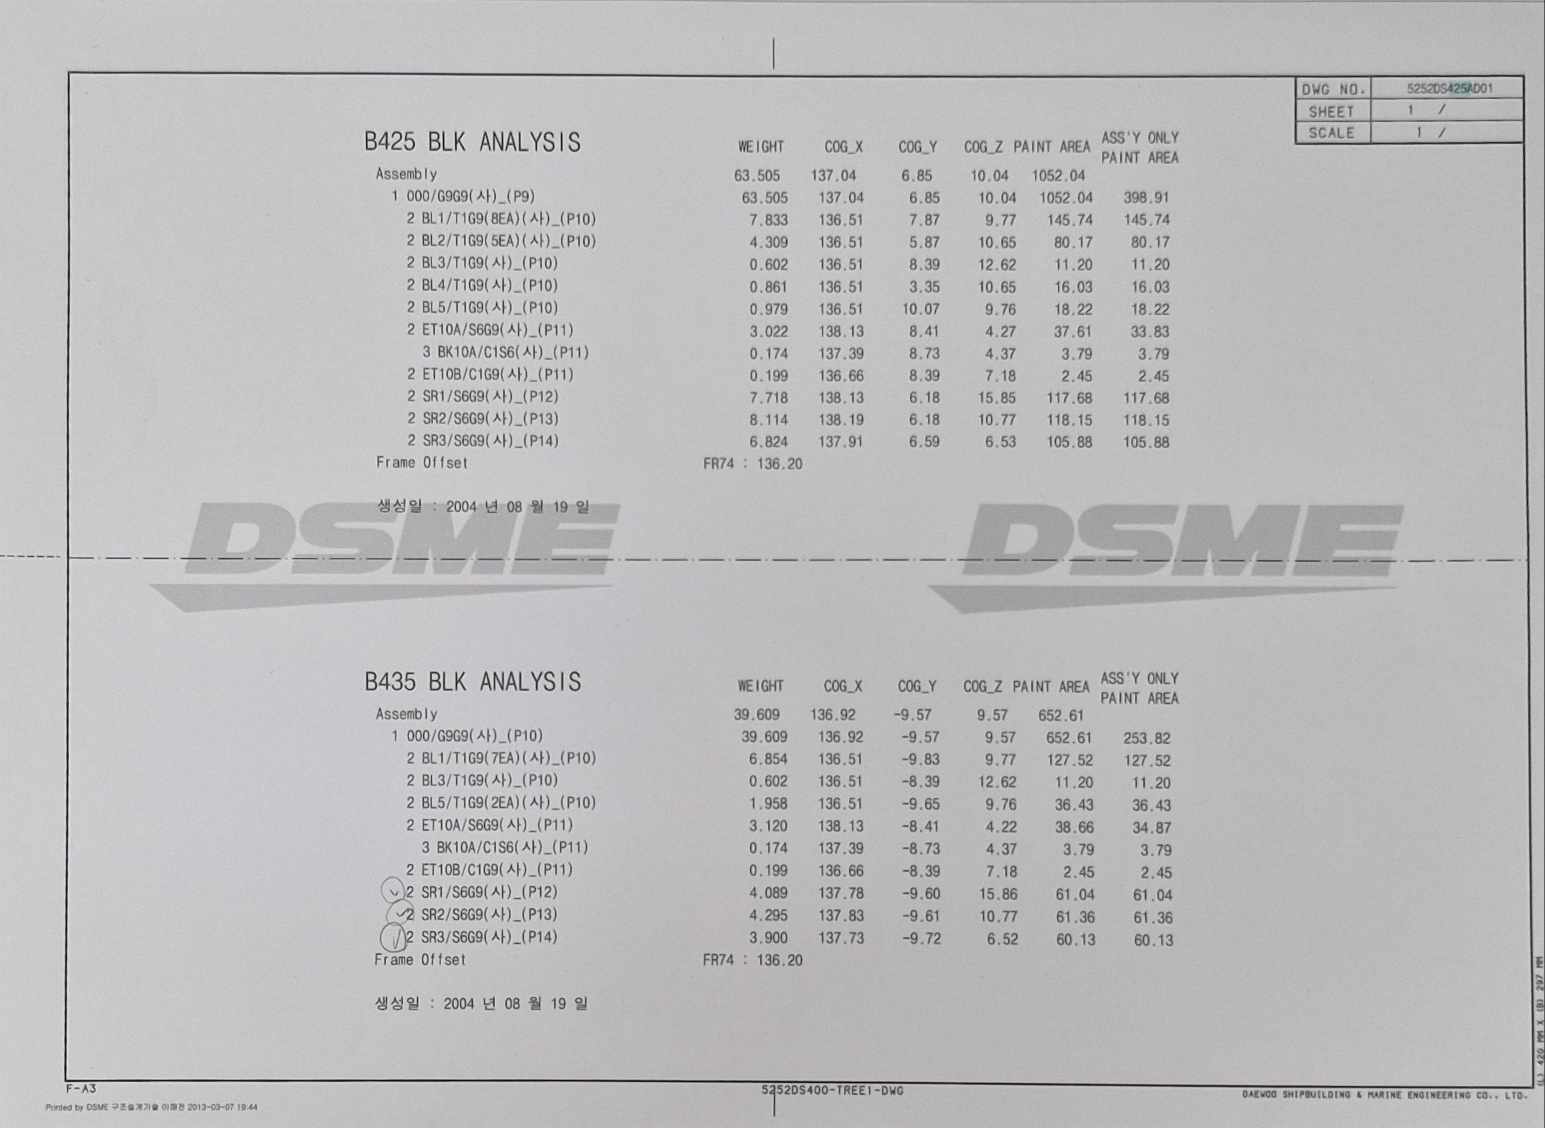 DWG NO. 5252DS425AD01
SHEET 1 /
SCALE 1 /
B425 BLK ANALYSIS WEIGHT COG_X COG_Y COG_Z PAINT AREA ASS'Y ONLY PAINT AREA
Assembly 63.505 137.04 6.85 10.04 1052.04
1 000/G9G9(사)_(P9) 63.505 137.04 6.85 10.04 1052.04 398.91
2 BL1/T1G9(8EA)(사)_(P10) 7.833 136.51 7.87 9.77 145.74 145.74
2 BL2/T1G9(5EA)(사)_(P10) 4.309 136.51 5.87 10.65 80.17 80.17
2 BL3/T1G9(사)_(P10) 0.602 136.51 8.39 12.62 11.20 11.20
2 BL4/T1G9(사)_(P10) 0.861 136.51 3.35 10.65 16.03 16.03
2 BL5/T1G9(사)_(P10) 0.979 136.51 10.07 9.76 18.22 18.22
2 ET10A/S6G9(사)_(P11) 3.022 138.13 8.41 4.27 37.61 33.83
3 BK10A/C1S6(사)_(P11) 0.174 137.39 8.73 4.37 3.79 3.79
2 ET10B/C1G9(사)_(P11) 0.199 136.66 8.39 7.18 2.45 2.45
2 SR1/S6G9(사)_(P12) 7.718 138.13 6.18 15.85 117.68 117.68
2 SR2/S6G9(사)_(P13) 8.114 138.19 6.18 10.77 118.15 118.15
2 SR3/S6G9(사)_(P14) 6.824 137.91 6.59 6.53 105.88 105.88
Frame Offset FR74 : 136.20
생성일 : 2004 년 08 월 19 일
DSME DSME
B435 BLK ANALYSIS WEIGHT COG_X COG_Y COG_Z PAINT AREA ASS'Y ONLY PAINT AREA
Assembly 39.609 136.92 -9.57 9.57 652.61
1 000/G9G9(사)_(P10) 39.609 136.92 -9.57 9.57 652.61 253.82
2 BL1/T1G9(7EA)(사)_(P10) 6.854 136.51 -9.83 9.77 127.52 127.52
2 BL3/T1G9(사)_(P10) 0.602 136.51 -8.39 12.62 11.20 11.20
2 BL5/T1G9(2EA)(사)_(P10) 1.958 136.51 -9.65 9.76 36.43 36.43
2 ET10A/S6G9(사)_(P11) 3.120 138.13 -8.41 4.22 38.66 34.87
3 BK10A/C1S6(사)_(P11) 0.174 137.39 -8.73 4.37 3.79 3.79
2 ET10B/C1G9(사)_(P11) 0.199 136.66 -8.39 7.18 2.45 2.45
2 SR1/S6G9(사)_(P12) 4.089 137.78 -9.60 15.86 61.04 61.04
2 SR2/S6G9(사)_(P13) 4.295 137.83 -9.61 10.77 61.36 61.36
2 SR3/S6G9(사)_(P14) 3.900 137.73 -9.72 6.52 60.13 60.13
Frame Offset FR74 : 136.20
생성일 : 2004 년 08 월 19 일
(L) 420 MM X (B) 297 MM
F-A3 5252DS400-TREE1-DWG DAEWOO SHIPBUILDING & MARINE ENGINEERING CO., LTD.
Printed by DSME 구조설계기술 이해전 2013-03-07 19:44